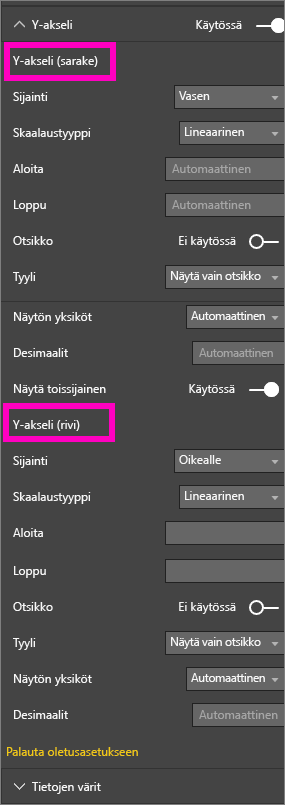 Y-akseli Käytössä
Y-akseli (sarake)
Sijainti Vasen
Skaalaustyyppi Lineaarinen
Aloita Automaattinen
Loppu Automaattinen
Otsikko Ei käytössä
Tyyli Näytä vain otsikko
Näytön yksiköt Automaattinen
Desimaalit Automaattinen
Näytä toissijainen Käytössä
Y-akseli (rivi)
Sijainti Oikealle
Skaalaustyyppi Lineaarinen
Aloita
Loppu
Otsikko Ei käytössä
Tyyli Näytä vain otsikko
Näytön yksiköt Automaattinen
Desimaalit Automaattinen
Palauta oletusasetukseen
Tietojen värit